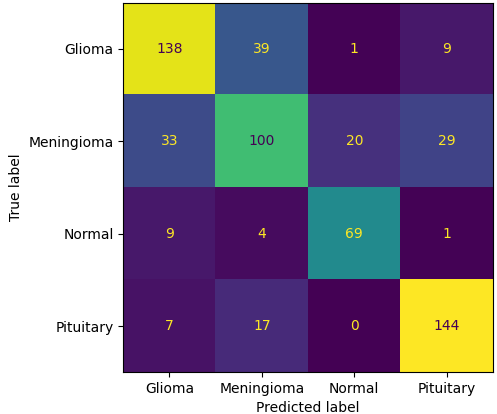 True label
Glioma 138 39 1 9
Meningioma 33 100 20 29
Normal 9 4 69 1
Pituitary 7 17 0 144
Glioma Meningioma Normal Pituitary
Predicted label